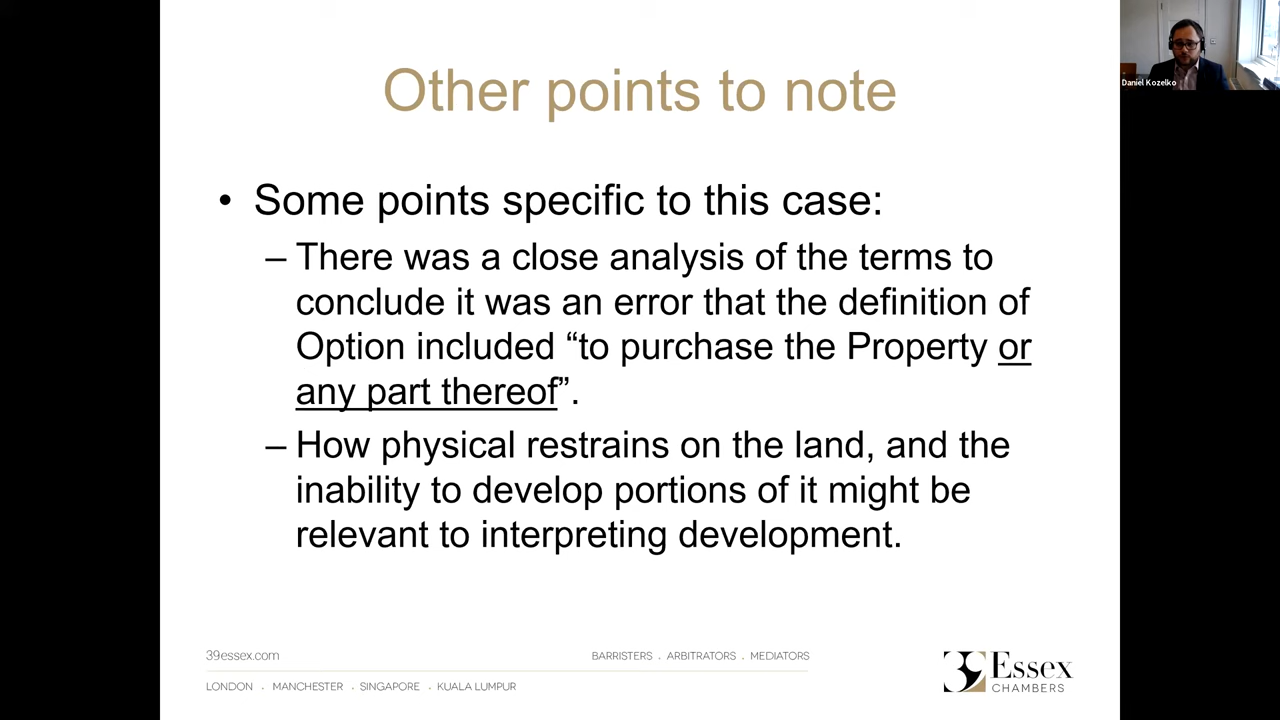 Other points to note
• Some points specific to this case:
– There was a close analysis of the terms to
conclude it was an error that the definition of
Option included “to purchase the Property or
any part thereof”.
– How physical restrains on the land, and the
inability to develop portions of it might be
relevant to interpreting development.
Daniel Kozelko
39essex.com
BARRISTERS . ARBITRATORS . MEDIATORS
LONDON . MANCHESTER . SINGAPORE . KUALA LUMPUR
39 Essex
CHAMBERS